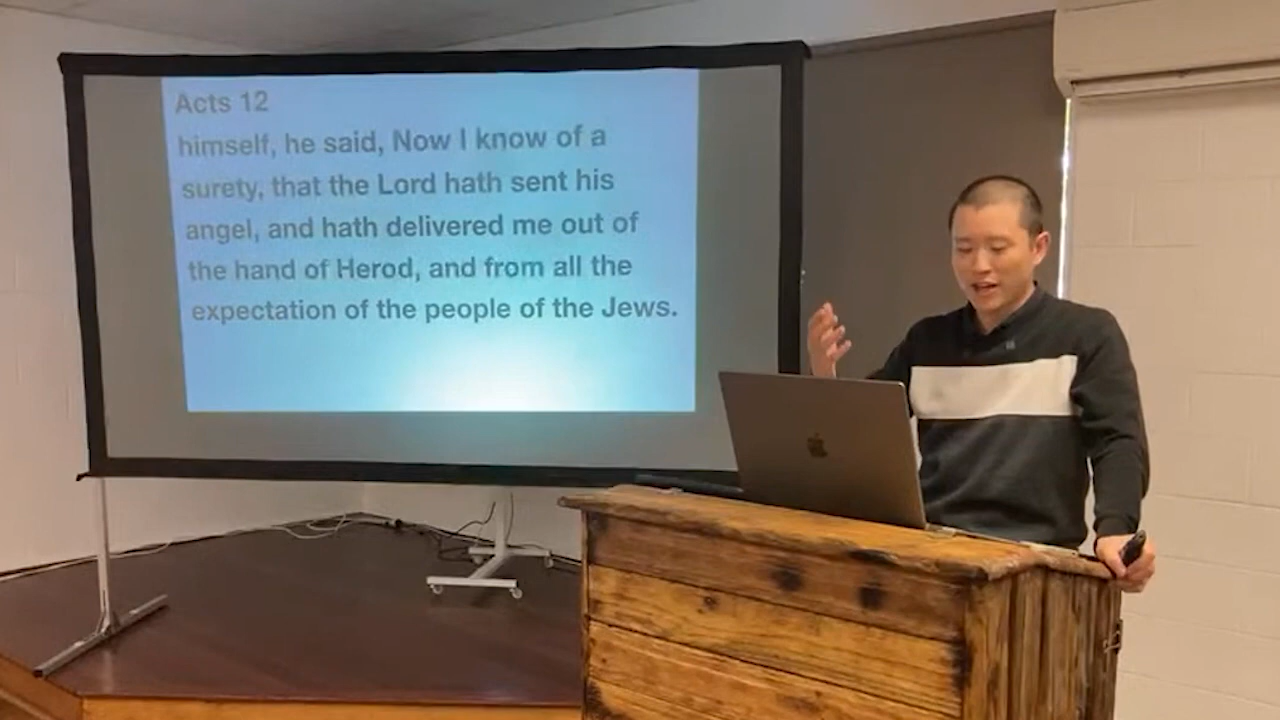 Acts 12
himself, he said, Now I know of a
surety, that the Lord hath sent his
angel, and hath delivered me out of
the hand of Herod, and from all the
expectation of the people of the Jews.